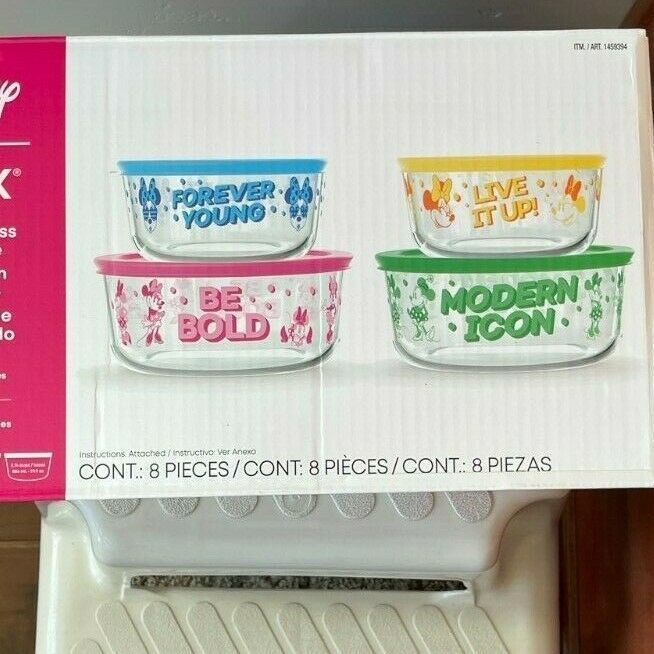 ITM. / ART. 1459394
X®
FOREVER
YOUNG
LIVE
IT UP!
BE
BOLD
MODERN
ICON
Instructions Attached / Instructivo: Ver Anexo
CONT.: 8 PIECES / CONT: 8 PIÈCES / CONT.: 8 PIEZAS